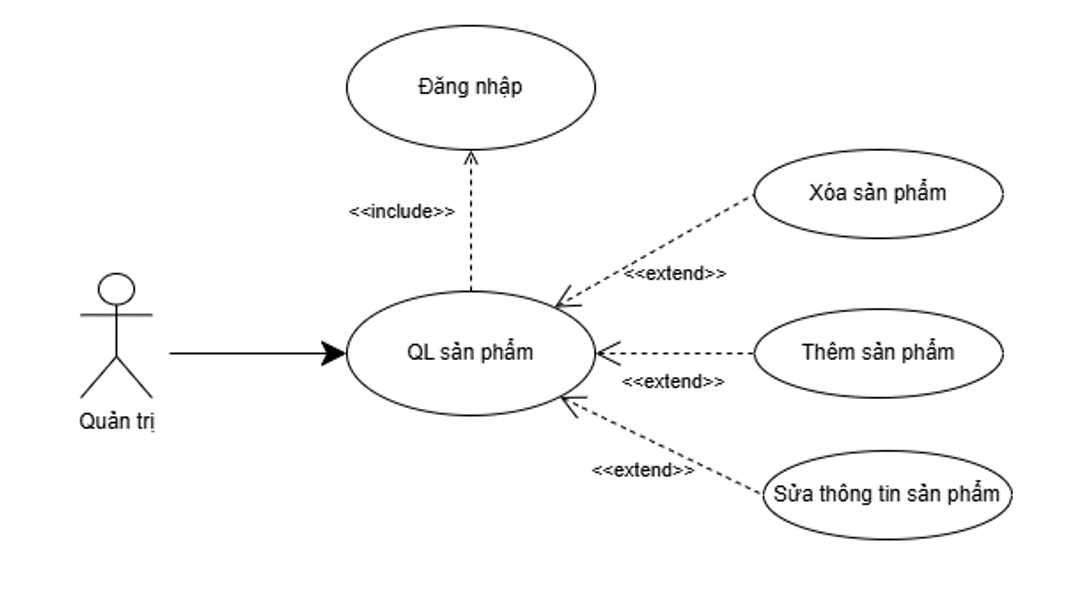 Đăng nhập
<<include>>
Xóa sản phẩm
<<extend>>
QL sản phẩm
Thêm sản phẩm
<<extend>>
Quản trị
<<extend>>
Sửa thông tin sản phẩm